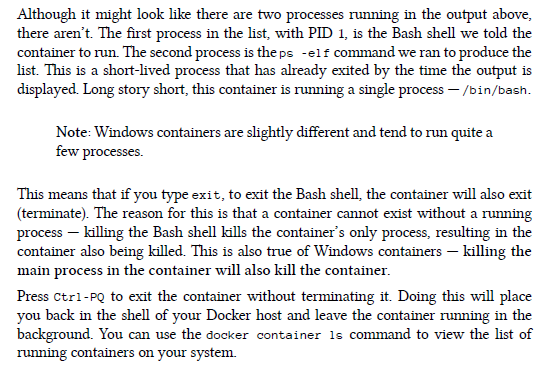 Although it might look like there are two processes running in the output above,
there aren't. The first process in the list, with PID 1, is the Bash shell we told the
container to run. The second process is the ps -elf command we ran to produce the
list. This is a short-lived process that has already exited by the time the output is
displayed. Long story short, this container is running a single process — /bin/bash.
Note: Windows containers are slightly different and tend to run quite a
few processes.
This means that if you type exit, to exit the Bash shell, the container will also exit
(terminate). The reason for this is that a container cannot exist without a running
process — killing the Bash shell kills the container's only process, resulting in the
container also being killed. This is also true of Windows containers — killing the
main process in the container will also kill the container.
Press Ctrl-PQ to exit the container without terminating it. Doing this will place
you back in the shell of your Docker host and leave the container running in the
background. You can use the docker container ls command to view the list of
running containers on your system.